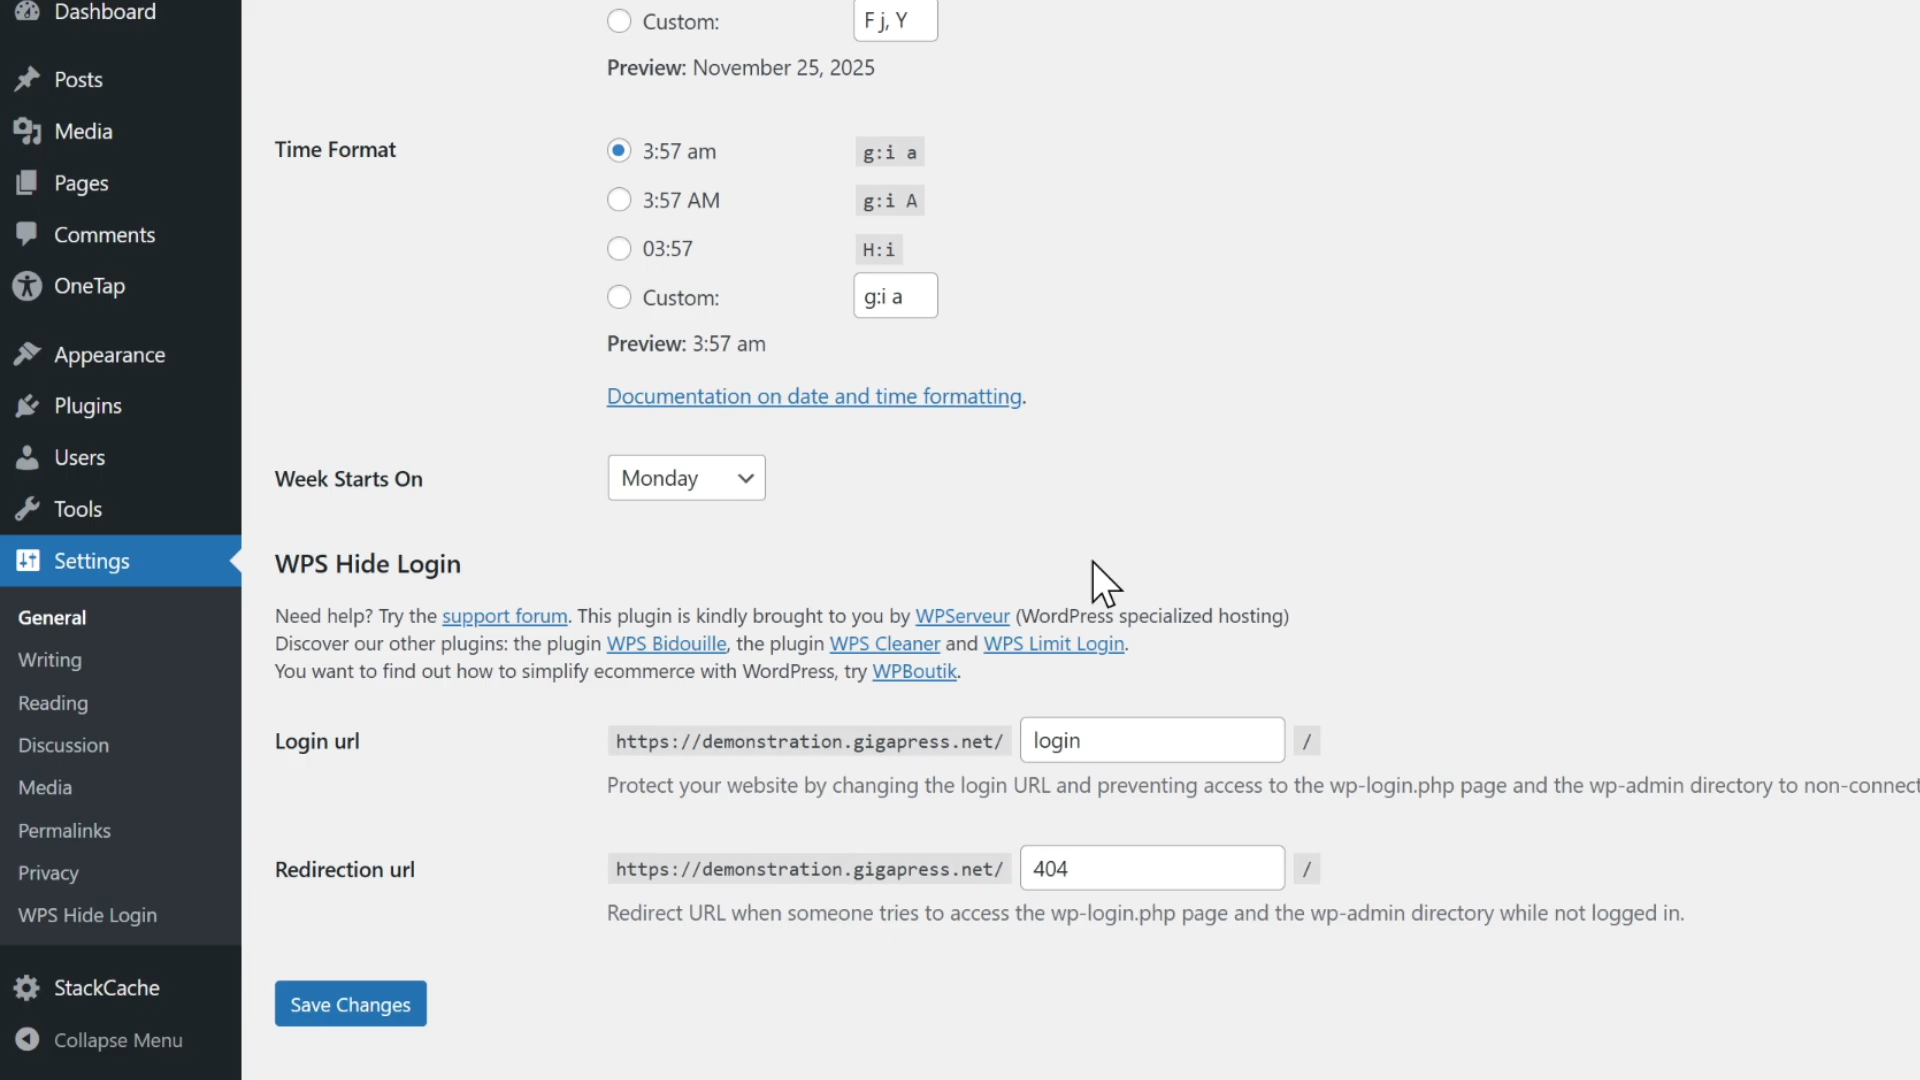 Dashboard
Posts
Media
Pages
Comments
OneTap
Appearance
Plugins
Users
Tools
Settings
General
Writing
Reading
Discussion
Media
Permalinks
Privacy
WPS Hide Login
StackCache
Collapse Menu
Custom: F j, Y
Preview: November 25, 2025
Time Format
3:57 am g:i a
3:57 AM g:i A
03:57 H:i
Custom: g:i a
Preview: 3:57 am
Documentation on date and time formatting.
Week Starts On Monday
WPS Hide Login
Need help? Try the support forum. This plugin is kindly brought to you by WPServeur (WordPress specialized hosting)
Discover our other plugins: the plugin WPS Bidouille, the plugin WPS Cleaner and WPS Limit Login.
You want to find out how to simplify ecommerce with WordPress, try WPBoutik.
Login url https://demonstration.gigapress.net/ login /
Protect your website by changing the login URL and preventing access to the wp-login.php page and the wp-admin directory to non-connect
Redirection url https://demonstration.gigapress.net/ 404 /
Redirect URL when someone tries to access the wp-login.php page and the wp-admin directory while not logged in.
Save Changes